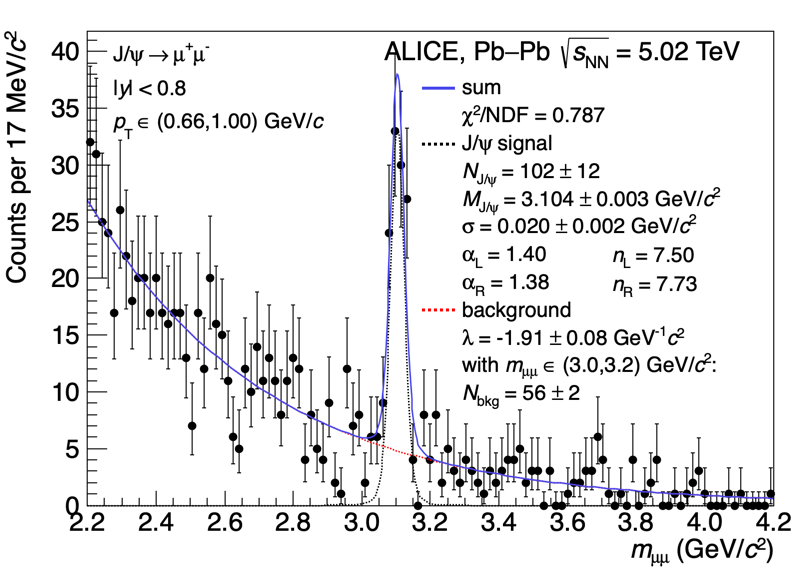 Counts per 17 MeV/c²
40
35
30
25
20
15
10
5
0
J/ψ → μ⁺μ⁻
|y| < 0.8
p_T ∈ (0.66,1.00) GeV/c
ALICE, Pb–Pb √s_NN = 5.02 TeV
sum
χ²/NDF = 0.787
J/ψ signal
N_J/ψ = 102 ± 12
M_J/ψ = 3.104 ± 0.003 GeV/c²
σ = 0.020 ± 0.002 GeV/c²
α_L = 1.40 n_L = 7.50
α_R = 1.38 n_R = 7.73
background
λ = -1.91 ± 0.08 GeV⁻¹c²
with m_μμ ∈ (3.0,3.2) GeV/c²:
N_bkg = 56 ± 2
2.2 2.4 2.6 2.8 3.0 3.2 3.4 3.6 3.8 4.0 4.2
m_μμ (GeV/c²)